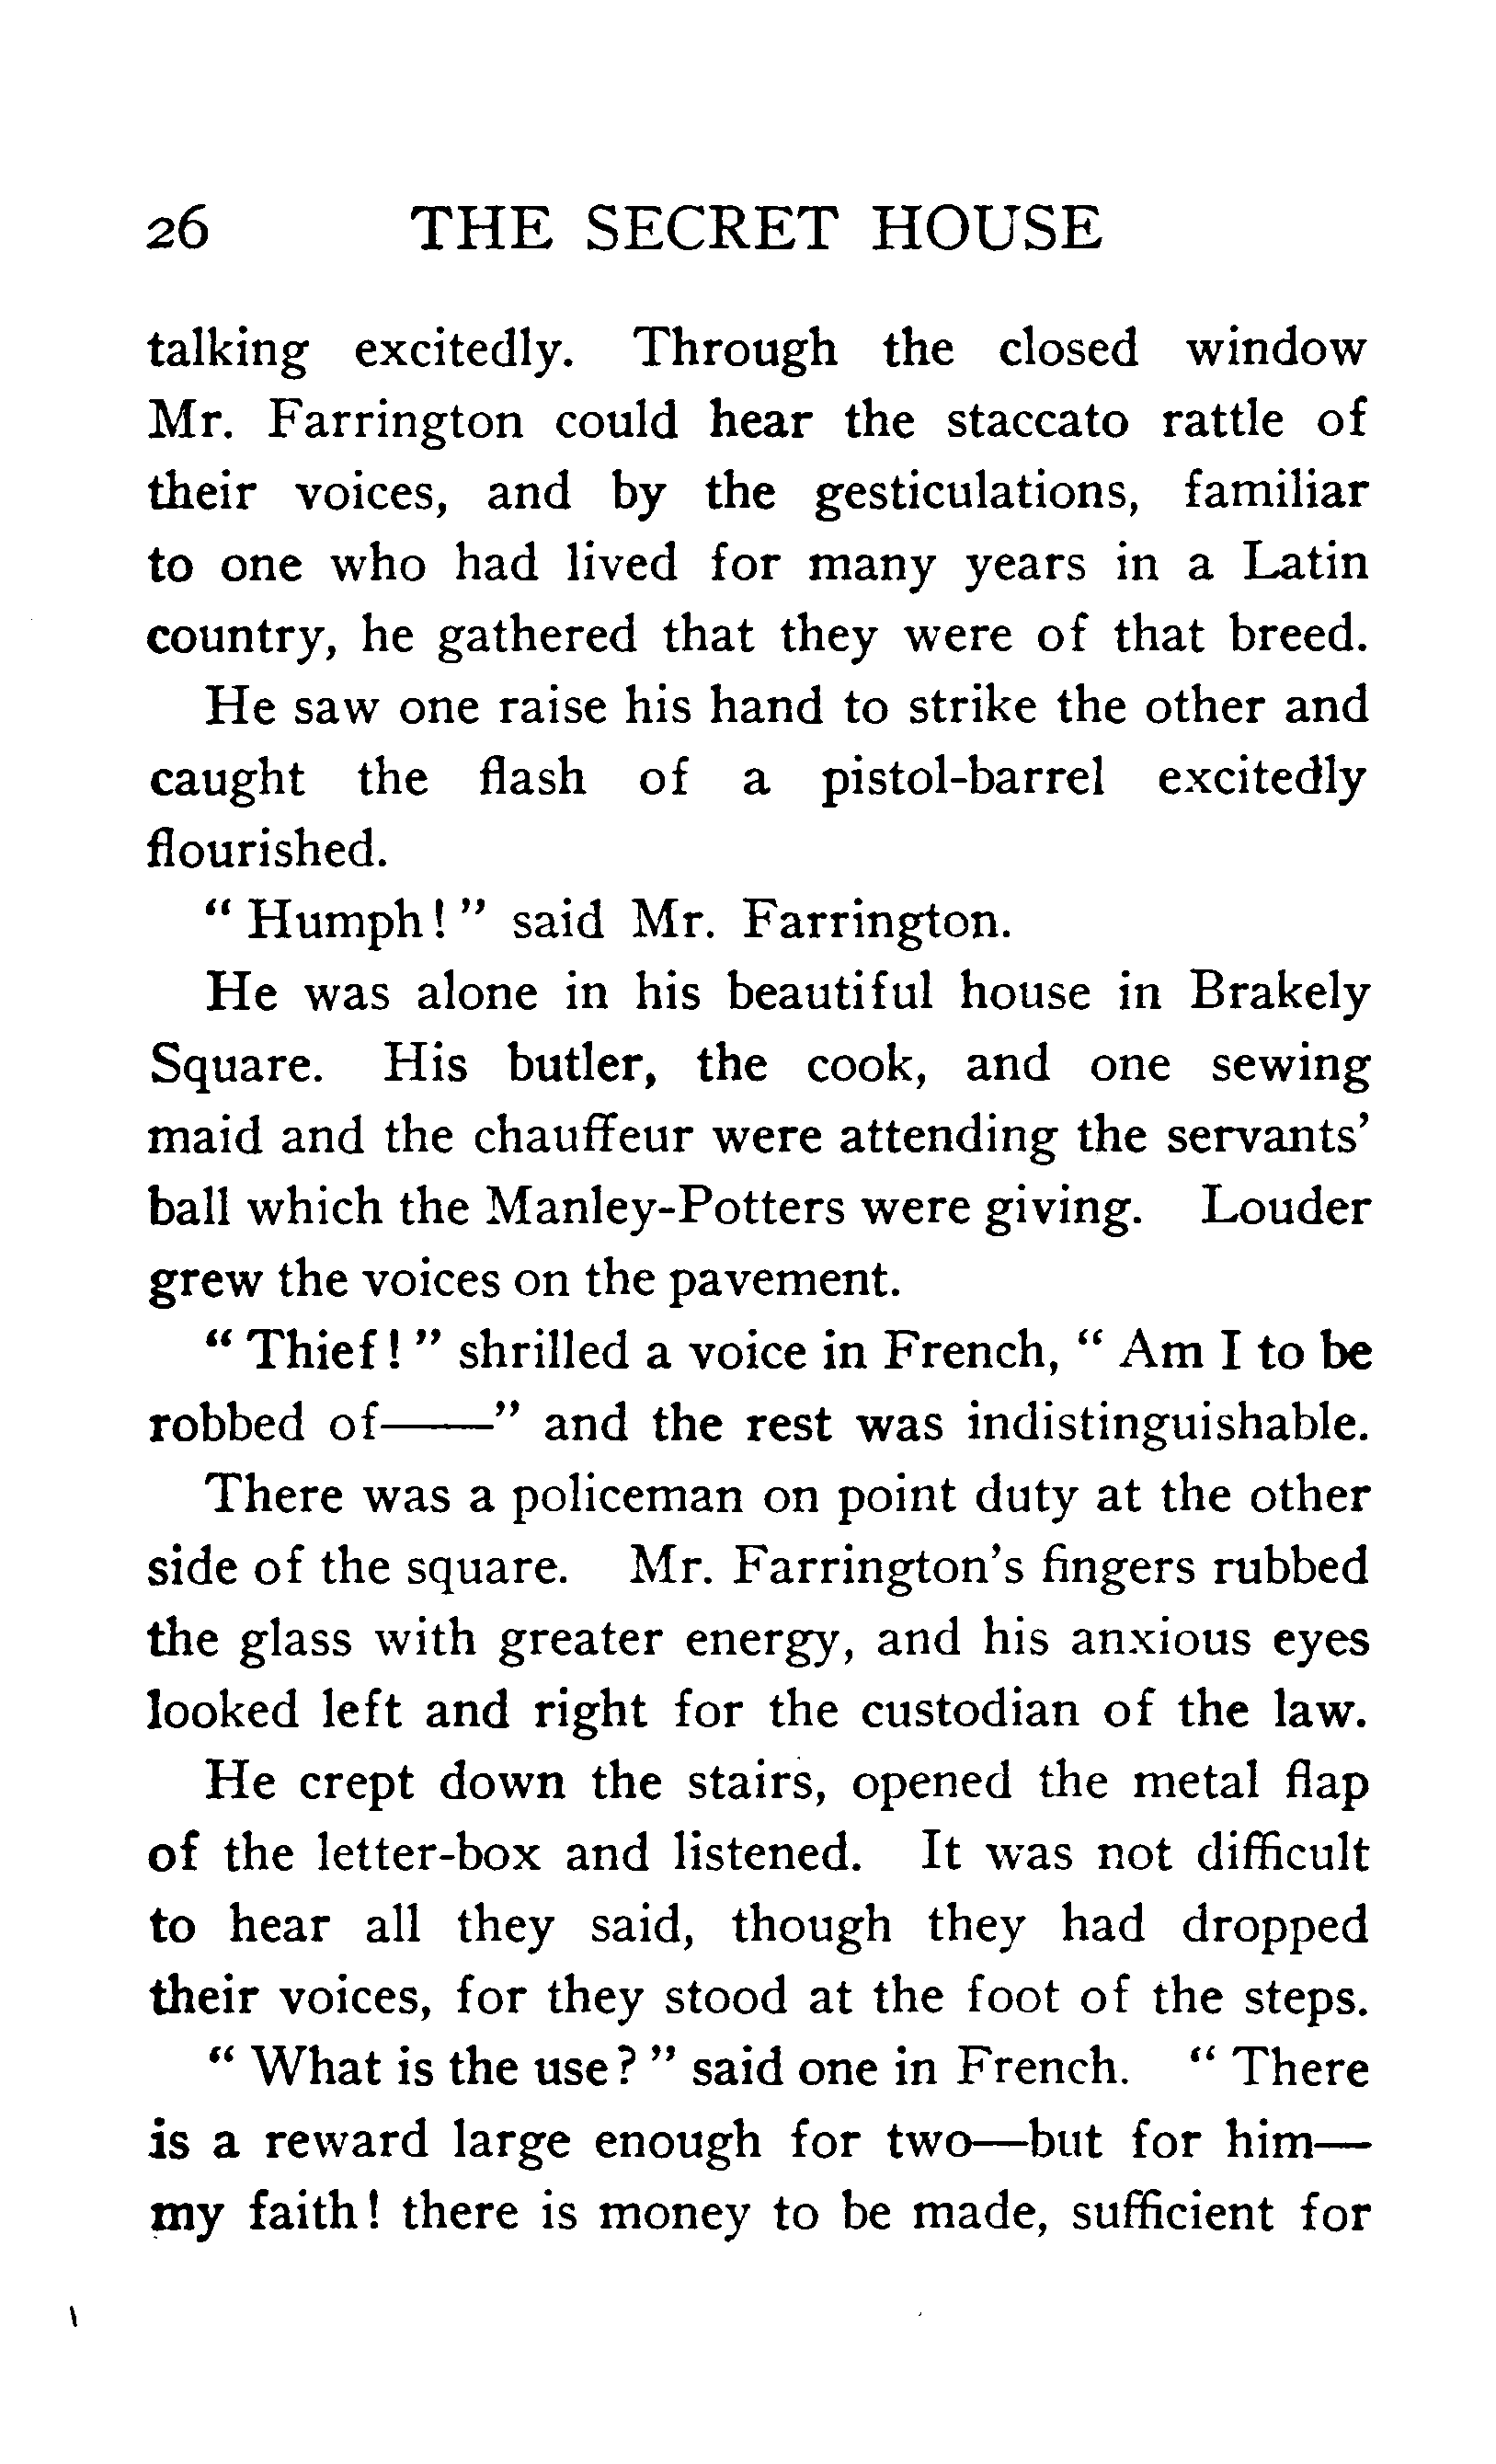 26 THE SECRET HOUSE
talking excitedly. Through the closed window
Mr. Farrington could hear the staccato rattle of
their voices, and by the gesticulations, familiar
to one who had lived for many years in a Latin
country, he gathered that they were of that breed.
He saw one raise his hand to strike the other and
caught the flash of a pistol-barrel excitedly
flourished.
" Humph! " said Mr. Farrington.
He was alone in his beautiful house in Brakely
Square. His butler, the cook, and one sewing
maid and the chauffeur were attending the servants'
ball which the Manley-Potters were giving. Louder
grew the voices on the pavement.
" Thief! " shrilled a voice in French, " Am I to be
robbed of——" and the rest was indistinguishable.
There was a policeman on point duty at the other
side of the square. Mr. Farrington's fingers rubbed
the glass with greater energy, and his anxious eyes
looked left and right for the custodian of the law.
He crept down the stairs, opened the metal flap
of the letter-box and listened. It was not difficult
to hear all they said, though they had dropped
their voices, for they stood at the foot of the steps.
" What is the use? " said one in French. " There
is a reward large enough for two—but for him—
my faith! there is money to be made, sufficient for